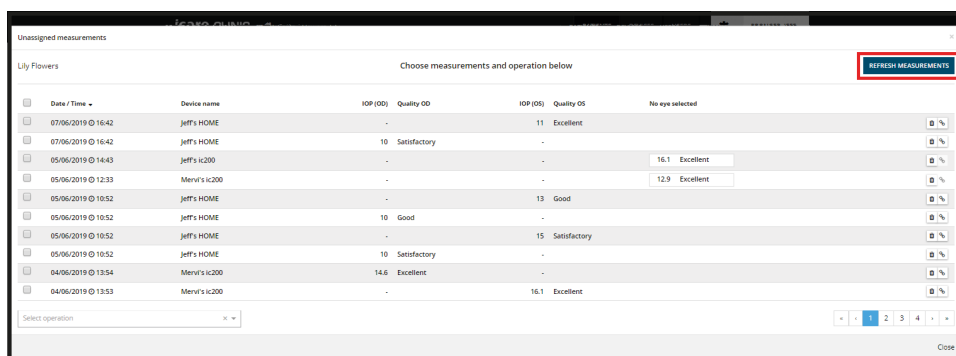 iCare CLINIC
Unassigned measurements ×
Lily Flowers Choose measurements and operation below REFRESH MEASUREMENTS
Date / Time Device name IOP (OD) Quality OD IOP (OS) Quality OS No eye selected
07/06/2019 16:42 Jeff's HOME - 11 Excellent
07/06/2019 16:42 Jeff's HOME 10 Satisfactory -
05/06/2019 14:43 Jeff's ic200 - - 16.1 Excellent
05/06/2019 12:33 Mervi's ic200 - - 12.9 Excellent
05/06/2019 10:52 Jeff's HOME - 13 Good
05/06/2019 10:52 Jeff's HOME 10 Good -
05/06/2019 10:52 Jeff's HOME - 15 Satisfactory
05/06/2019 10:52 Jeff's HOME 10 Satisfactory -
04/06/2019 13:54 Mervi's ic200 14.6 Excellent -
04/06/2019 13:53 Mervi's ic200 - 16.1 Excellent
Select operation × « ‹ 1 2 3 4 › »
Close